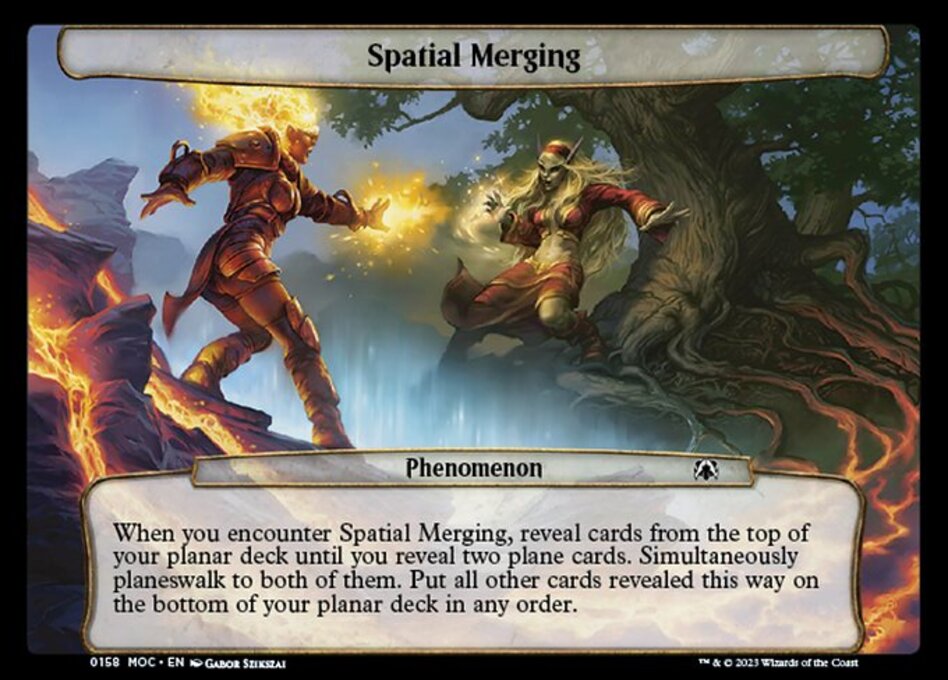 Spatial Merging
Phenomenon
When you encounter Spatial Merging, reveal cards from the top of
your planar deck until you reveal two plane cards. Simultaneously
planeswalk to both of them. Put all other cards revealed this way on
the bottom of your planar deck in any order.
0158 MOC • EN Gabor Szikszai
™ & © 2023 Wizards of the Coast